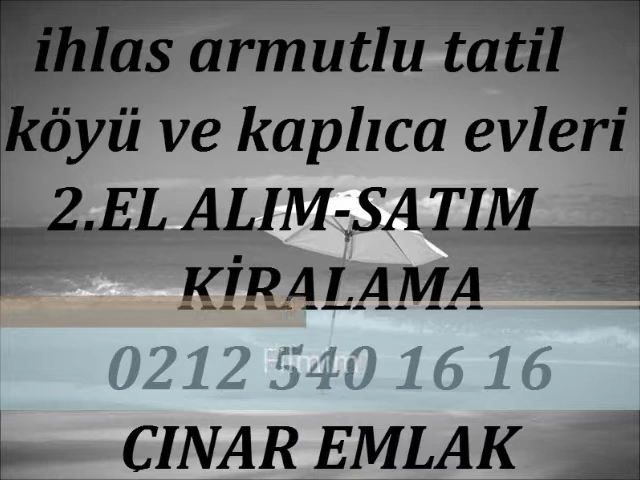 ihlas armutlu tatil
köyü ve kaplıca evleri
2.EL ALIM-SATIM
KİRALAMA
0212 540 16 16
ÇINAR EMLAK